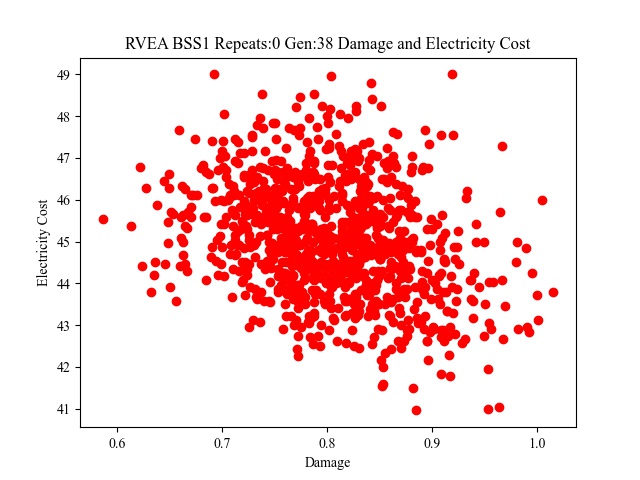 RVEA BSS1 Repeats:0 Gen:38 Damage and Electricity Cost
49
48
47
46
45
44
43
42
41
Electricity Cost
0.6 0.7 0.8 0.9 1.0
Damage